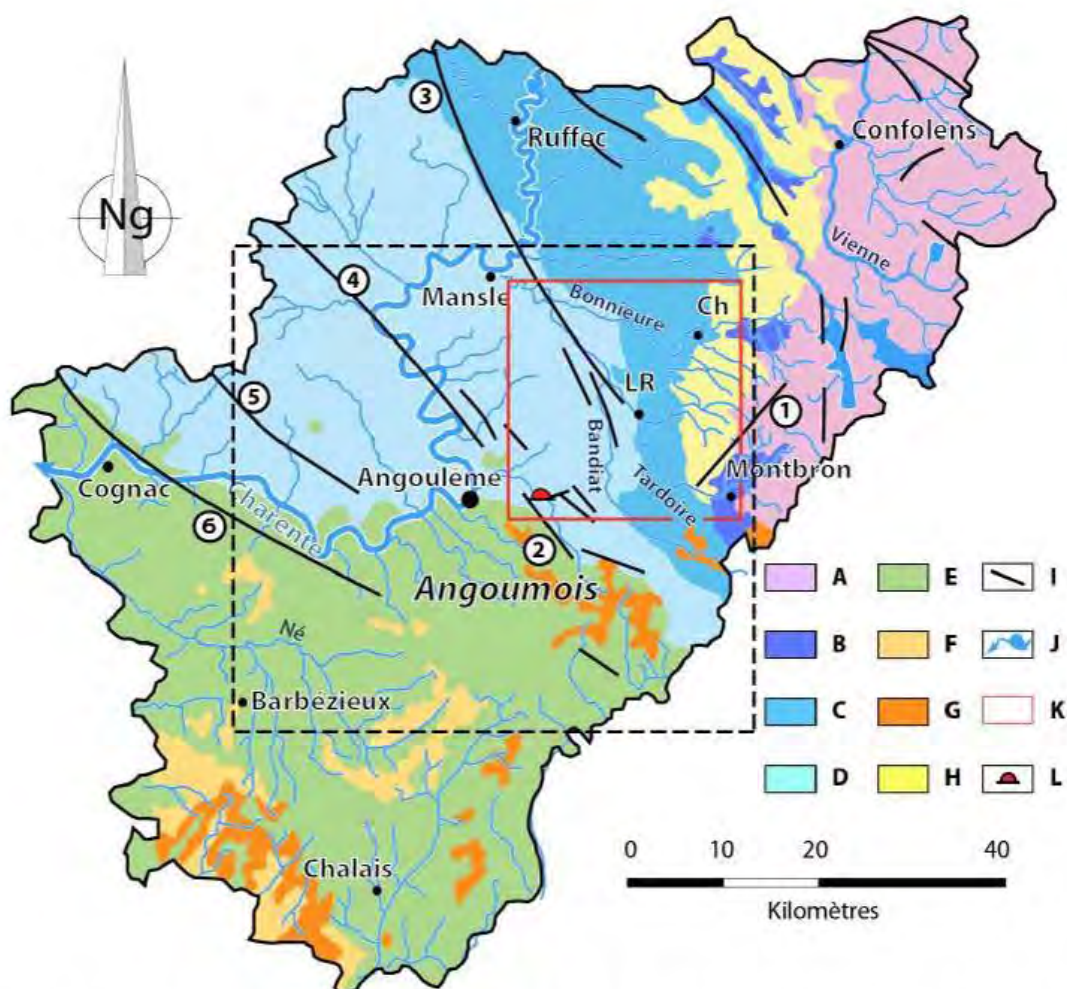 Ng
3
Ruffec
Confolens
Vienne
4
Mansle
Bonnieure
Ch
5
LR
1
Bandiat
Montbron
Angoulême
Tardoire
Cognac
Charente
6
2
Angoumois
Né
Barbézieux
Chalais
A
E
I
B
F
J
C
G
K
D
H
L
0
10
20
40
Kilomètres